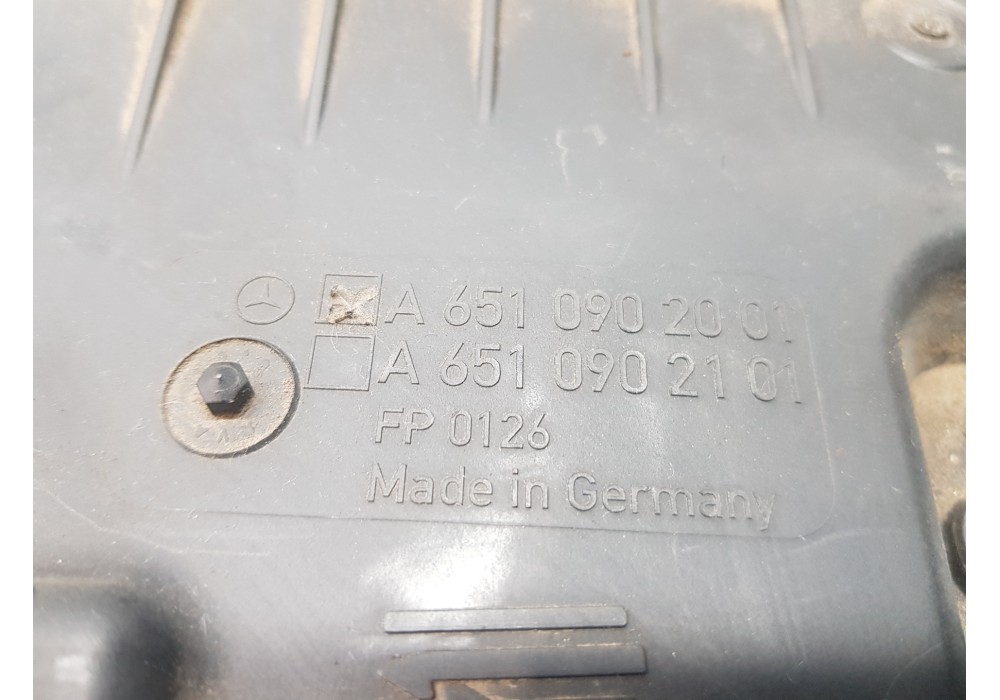 A 651 090 20 01
A 651 090 21 01
FP 0126
Made in Germany